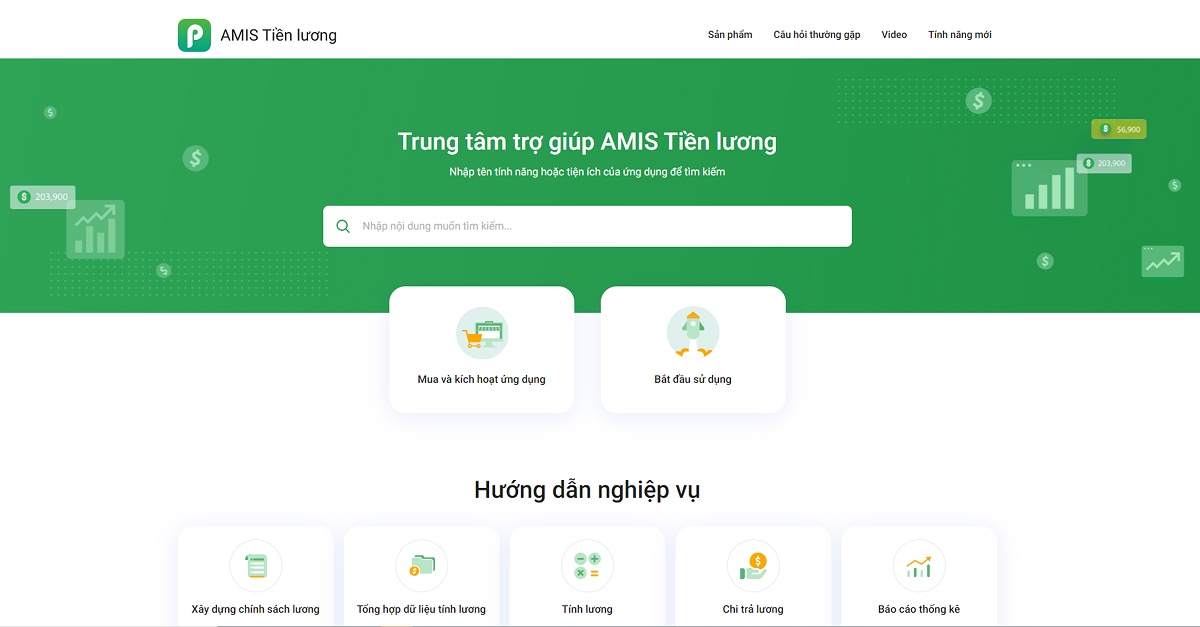 AMIS Tiền lương
Sản phẩm Câu hỏi thường gặp Video Tính năng mới
Trung tâm trợ giúp AMIS Tiền lương
Nhập tên tính năng hoặc tiện ích của ứng dụng để tìm kiếm
Nhập nội dung muốn tìm kiếm...
$ 203,900
$ 56,900
$ 203,900
Mua và kích hoạt ứng dụng
Bắt đầu sử dụng
Hướng dẫn nghiệp vụ
Xây dựng chính sách lương
Tổng hợp dữ liệu tính lương
Tính lương
Chi trả lương
Báo cáo thống kê